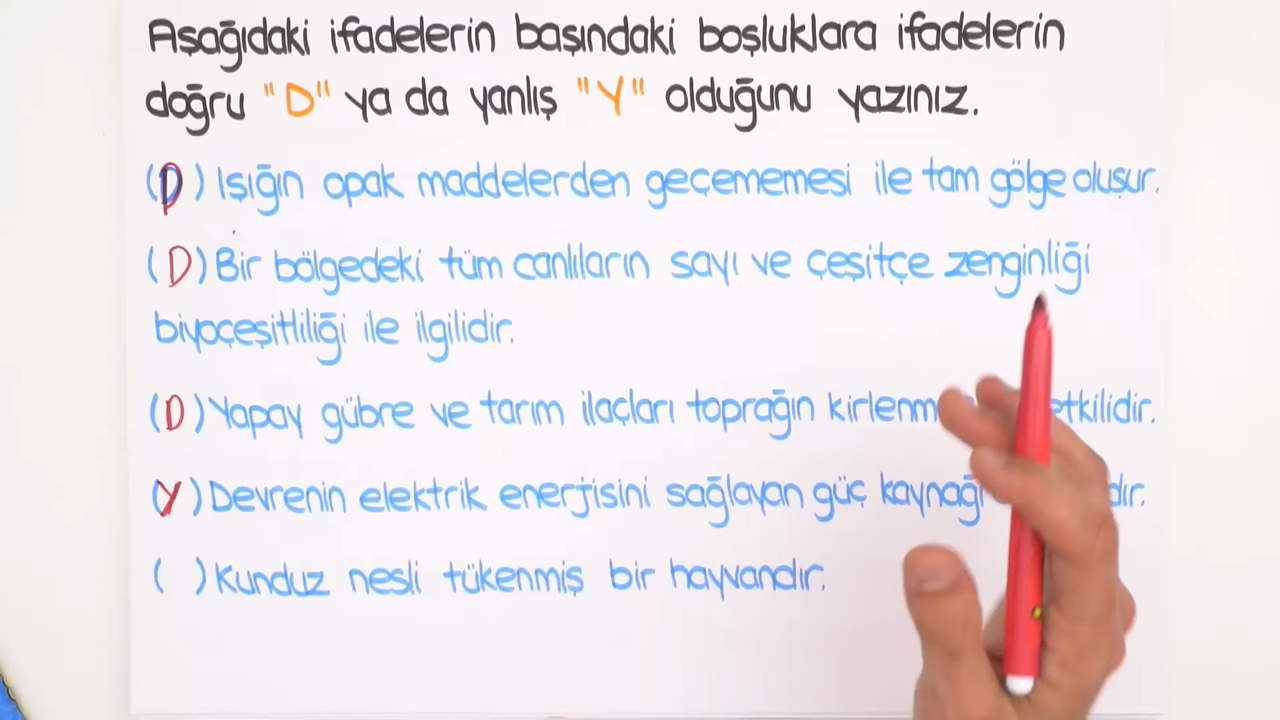 Aşağıdaki ifadelerin başındaki boşluklara ifadelerin
doğru "D" ya da yanlış "Y" olduğunu yazınız.
(D) Işığın opak maddelerden geçememesi ile tam gölge oluşur.
(D) Bir bölgedeki tüm canlıların sayı ve çeşitçe zenginliği
biyoçeşitliliği ile ilgilidir.
(D) Yapay gübre ve tarım ilaçları toprağın etkilidir.
(Y) Devrenin elektrik enerjisini sağlayan güç kaynağı
( ) Kunduz nesli tükenmiş bir hayvandır.